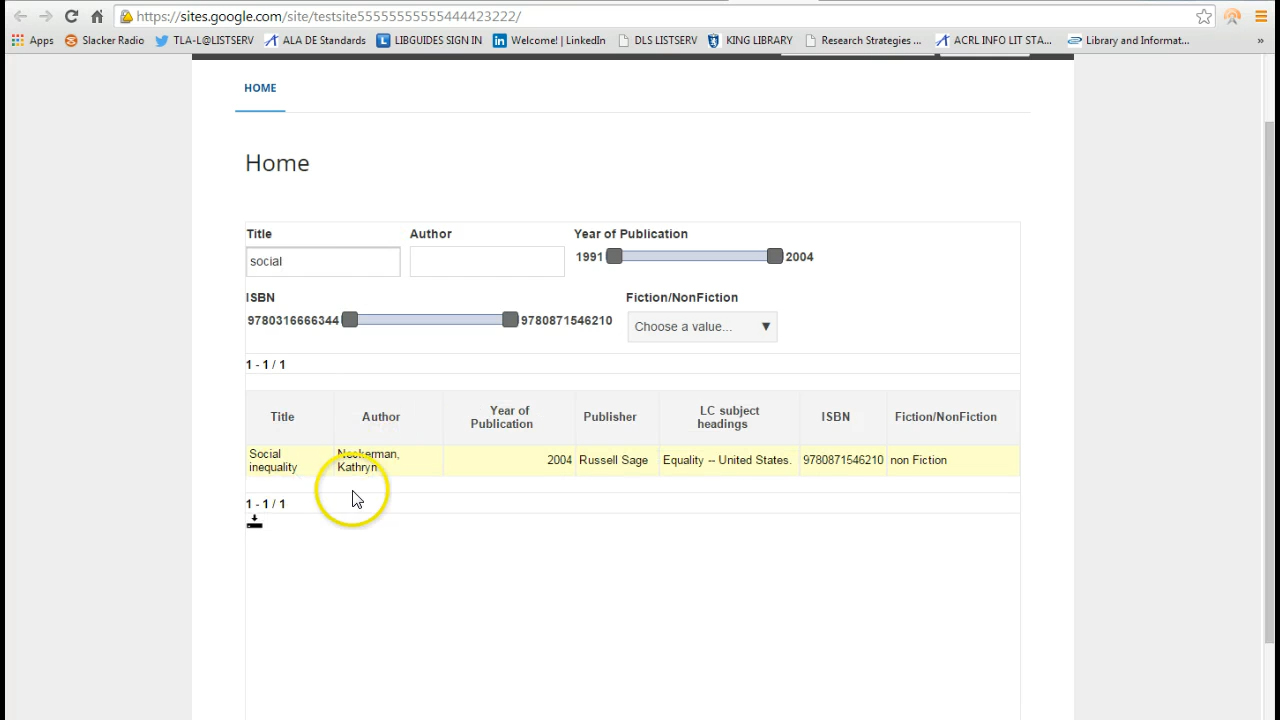 https://sites.google.com/site/testsite55555555555444423222/
Apps Slacker Radio TLA-L@LISTSERV ALA DE Standards LIBGUIDES SIGN IN Welcome! | LinkedIn DLS LISTSERV KING LIBRARY Research Strategies ... ACRL INFO LIT STA... Library and Informat... »
HOME
Home
Title Author Year of Publication
social 1991 2004
ISBN Fiction/NonFiction
9780316666344 9780871546210 Choose a value...
1 - 1 / 1
Title Author Year of Publisher LC subject ISBN Fiction/NonFiction
Publication headings
Social Neckerman, 2004 Russell Sage Equality -- United States. 9780871546210 non Fiction
inequality Kathryn
1 - 1 / 1